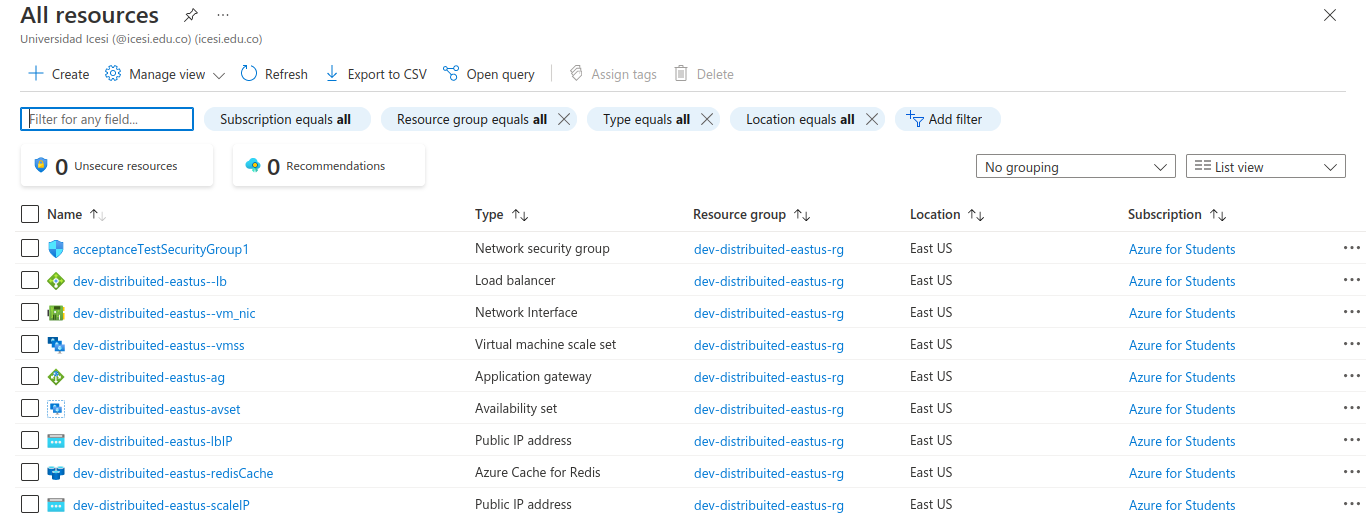 All resources
Universidad Icesi (@icesi.edu.co) (icesi.edu.co)
Create Manage view Refresh Export to CSV Open query Assign tags Delete
Filter for any field... Subscription equals all Resource group equals all Type equals all Location equals all Add filter
0 Unsecure resources 0 Recommendations No grouping List view
Name Type Resource group Location Subscription
acceptanceTestSecurityGroup1 Network security group dev-distribuited-eastus-rg East US Azure for Students
dev-distribuited-eastus--lb Load balancer dev-distribuited-eastus-rg East US Azure for Students
dev-distribuited-eastus--vm_nic Network Interface dev-distribuited-eastus-rg East US Azure for Students
dev-distribuited-eastus--vmss Virtual machine scale set dev-distribuited-eastus-rg East US Azure for Students
dev-distribuited-eastus-ag Application gateway dev-distribuited-eastus-rg East US Azure for Students
dev-distribuited-eastus-avset Availability set dev-distribuited-eastus-rg East US Azure for Students
dev-distribuited-eastus-lbIP Public IP address dev-distribuited-eastus-rg East US Azure for Students
dev-distribuited-eastus-redisCache Azure Cache for Redis dev-distribuited-eastus-rg East US Azure for Students
dev-distribuited-eastus-scaleIP Public IP address dev-distribuited-eastus-rg East US Azure for Students